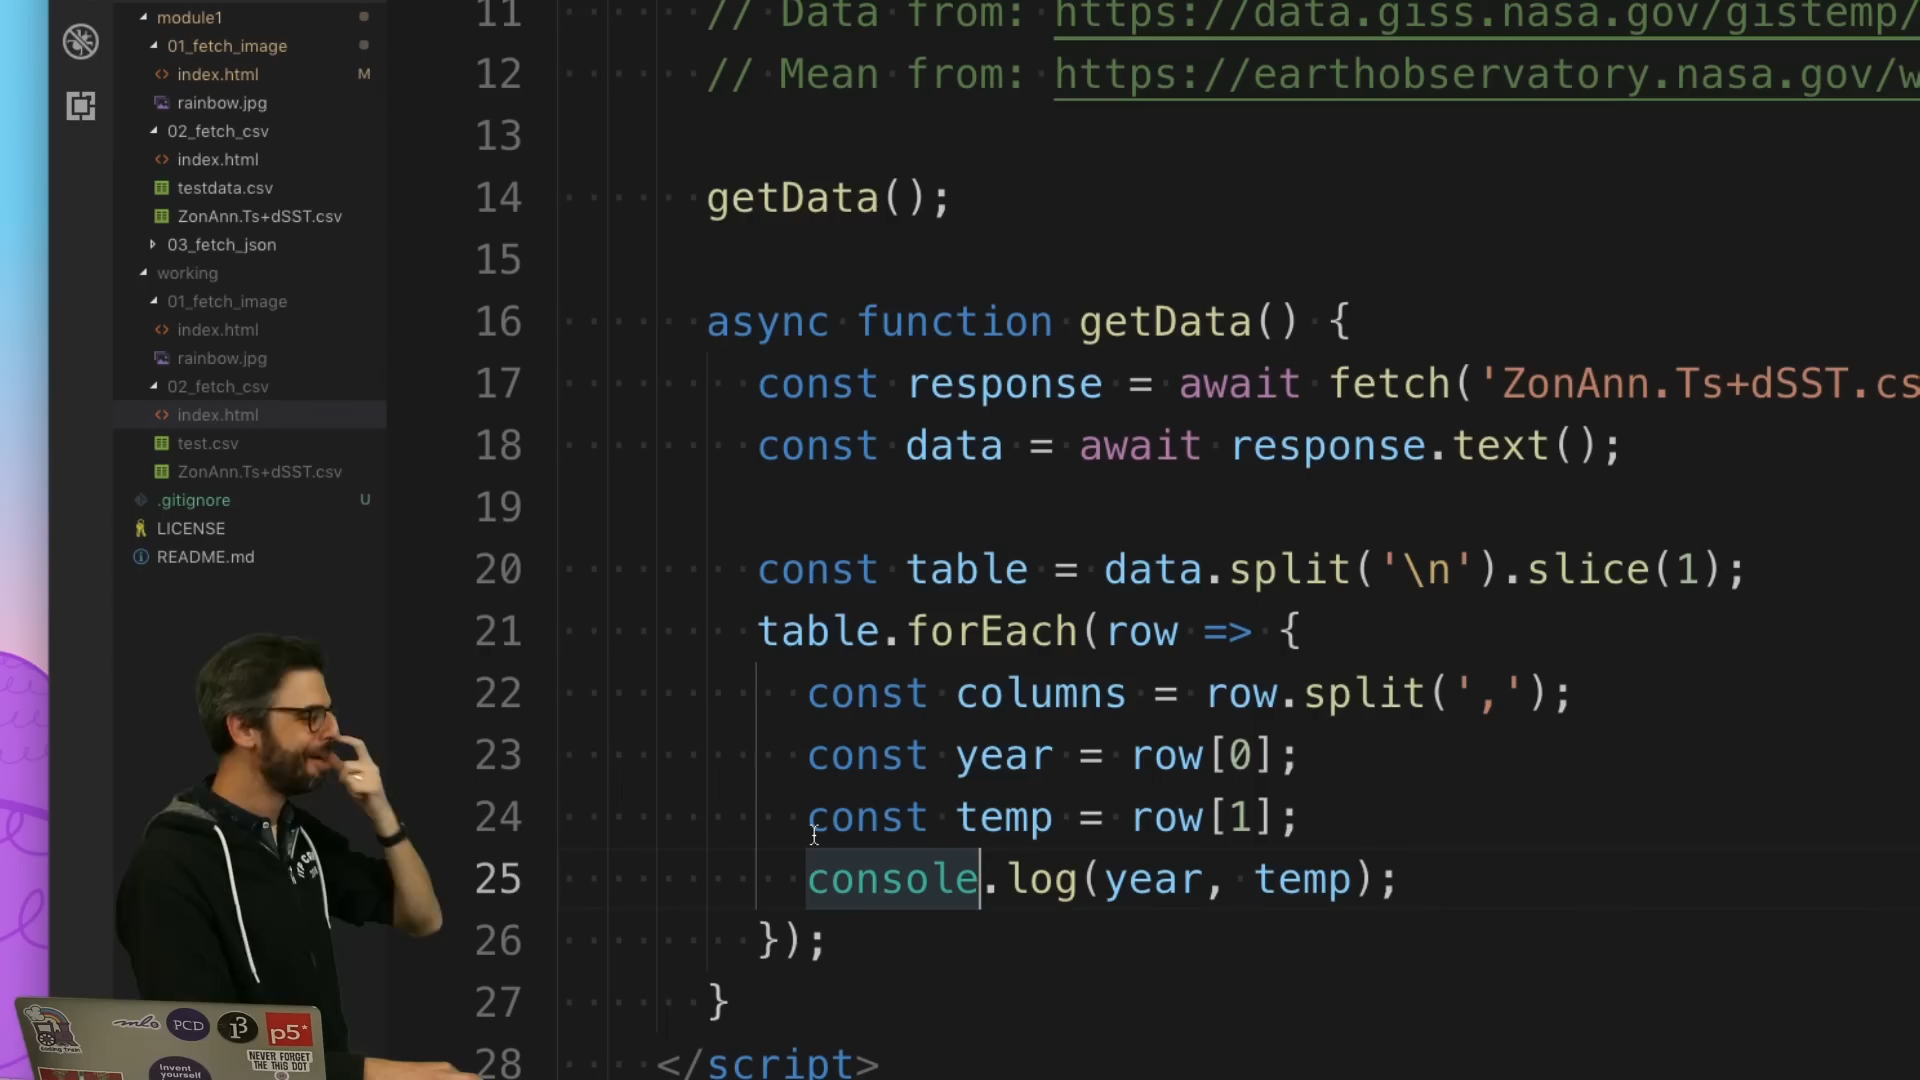 module1
01_fetch_image
index.html M
rainbow.jpg
02_fetch_csv
index.html
testdata.csv
ZonAnn.Ts+dSST.csv
03_fetch_json
working
01_fetch_image
index.html
rainbow.jpg
02_fetch_csv
index.html
test.csv
ZonAnn.Ts+dSST.csv
.gitignore U
LICENSE
README.md
11 // Data from: https://data.giss.nasa.gov/gistemp/
12 // Mean from: https://earthobservatory.nasa.gov/w
13
14 getData();
15
16 async function getData() {
17 const response = await fetch('ZonAnn.Ts+dSST.cs
18 const data = await response.text();
19
20 const table = data.split('\n').slice(1);
21 table.forEach(row => {
22 const columns = row.split(',');
23 const year = row[0];
24 const temp = row[1];
25 console.log(year, temp);
26 });
27 }
28 </script>
mlo
PCD
i3
p5*
NEVER FORGET
THE THIS DOT
Invent
yourself